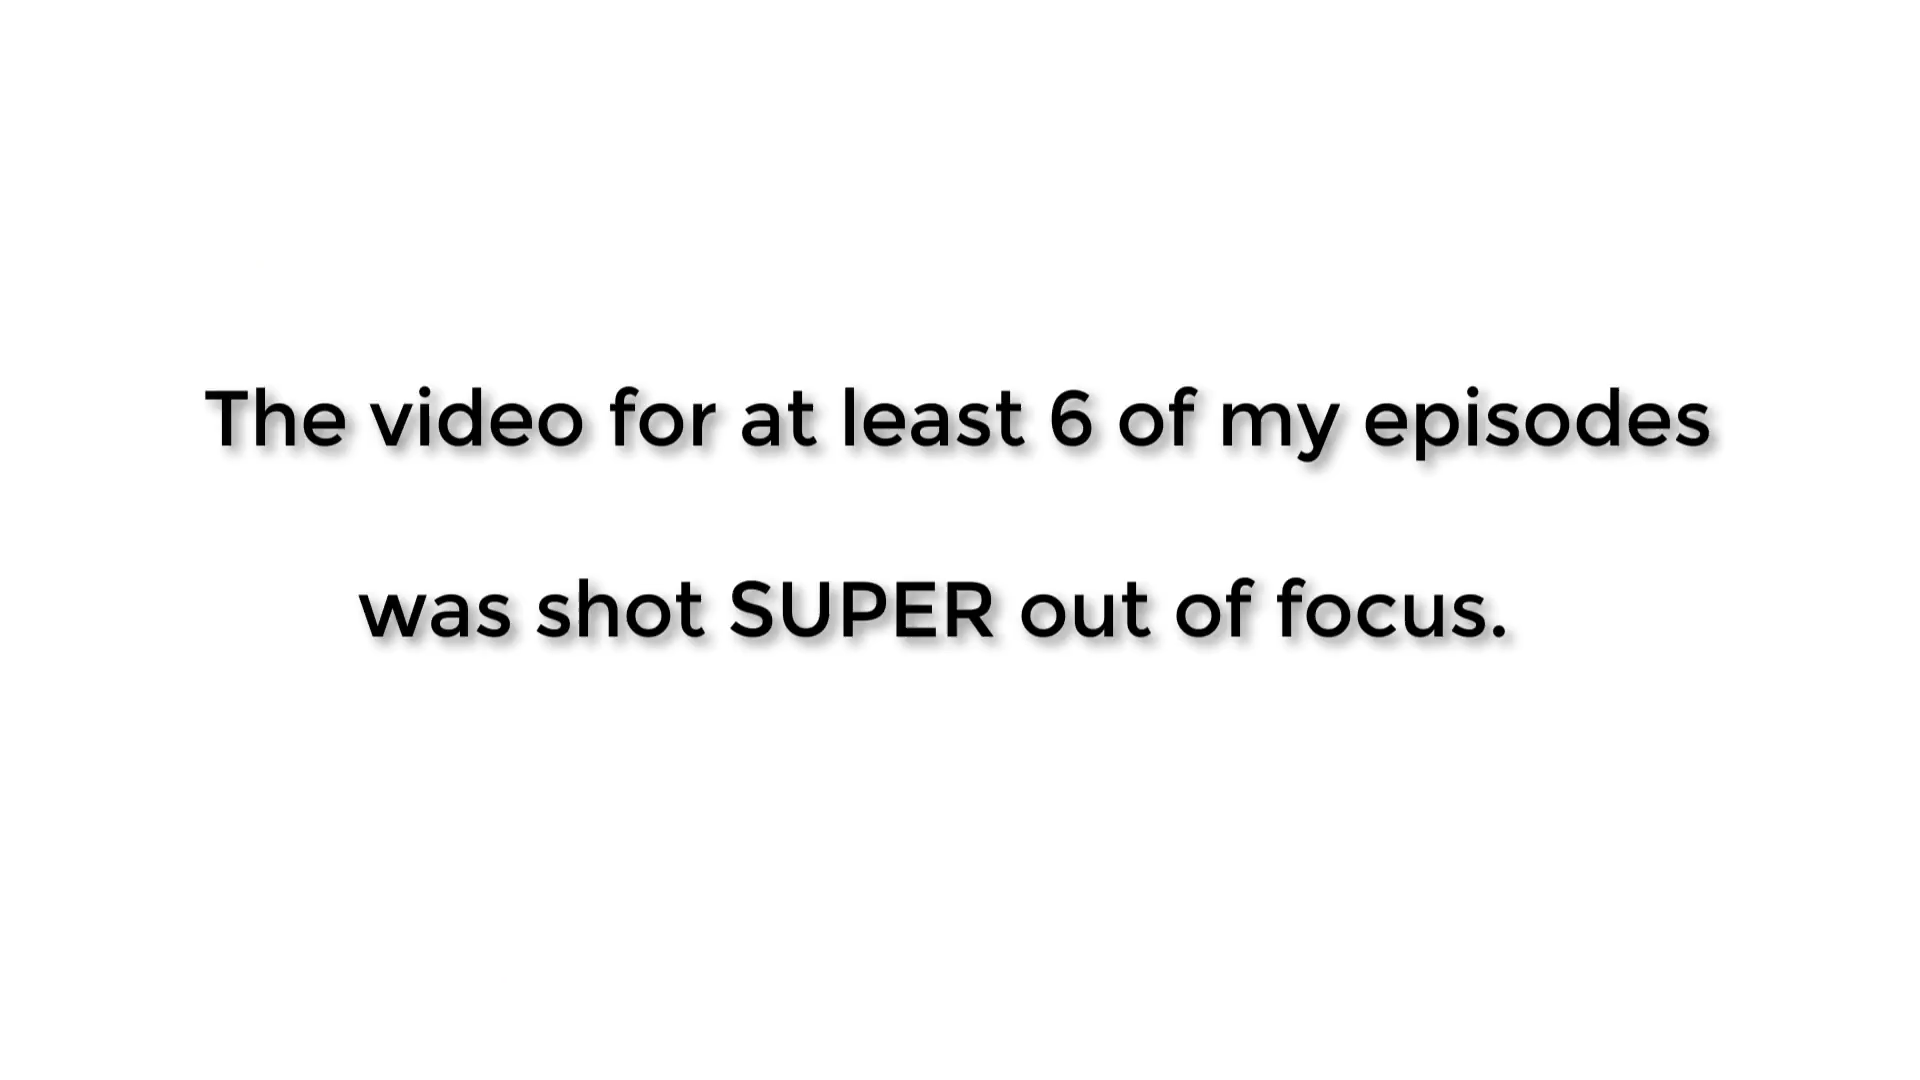 The video for at least 6 of my episodes
was shot SUPER out of focus.